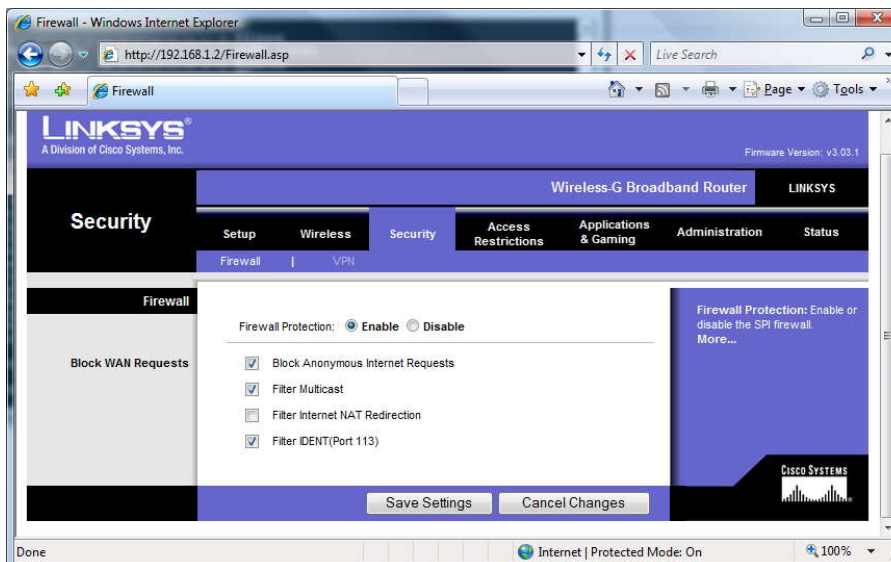 Firewall - Windows Internet Explorer
http://192.168.1.2/Firewall.asp
Live Search
Firewall
Page
Tools
LINKSYS®
A Division of Cisco Systems, Inc.
Firmware Version: v3.03.1
Wireless-G Broadband Router
LINKSYS
Security
Setup
Wireless
Security
Access Restrictions
Applications & Gaming
Administration
Status
Firewall | VPN
Firewall
Firewall Protection: Enable Disable
Block WAN Requests
Block Anonymous Internet Requests
Filter Multicast
Filter Internet NAT Redirection
Filter IDENT(Port 113)
Firewall Protection: Enable or
disable the SPI firewall.
More...
CISCO SYSTEMS
Save Settings
Cancel Changes
Done
Internet | Protected Mode: On
100%